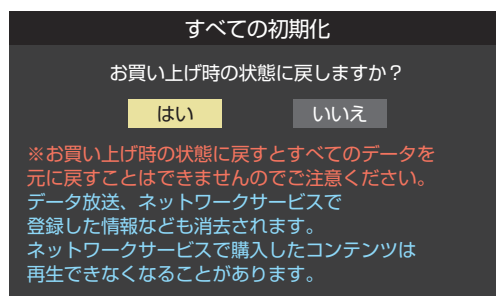 すべての初期化
お買い上げ時の状態に戻しますか？
はい いいえ
※お買い上げ時の状態に戻すとすべてのデータを
元に戻すことはできませんのでご注意ください。
データ放送、ネットワークサービスで
登録した情報なども消去されます。
ネットワークサービスで購入したコンテンツは
再生できなくなることがあります。